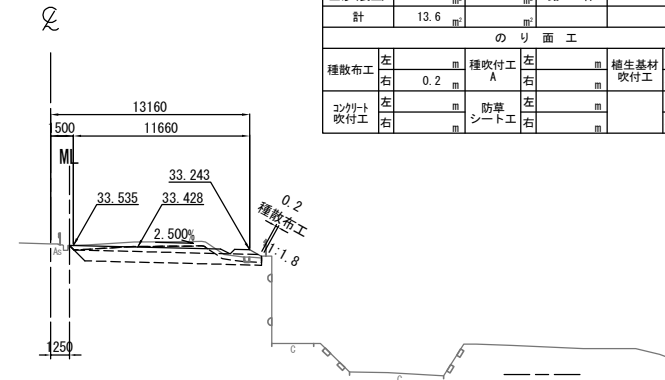 計 13.6 m² m²
のり面工
種散布工 左 m 種吹付工A 左 m 植生基材吹付工
右 0.2 m 右 m
コンクリート吹付工 左 m 防草シート工 左 m
右 m 右 m
13160
1500 11660
ML
33.243
33.535 33.428
0.2
種散布工
2.500%
1:1.8
As
1250
C
C